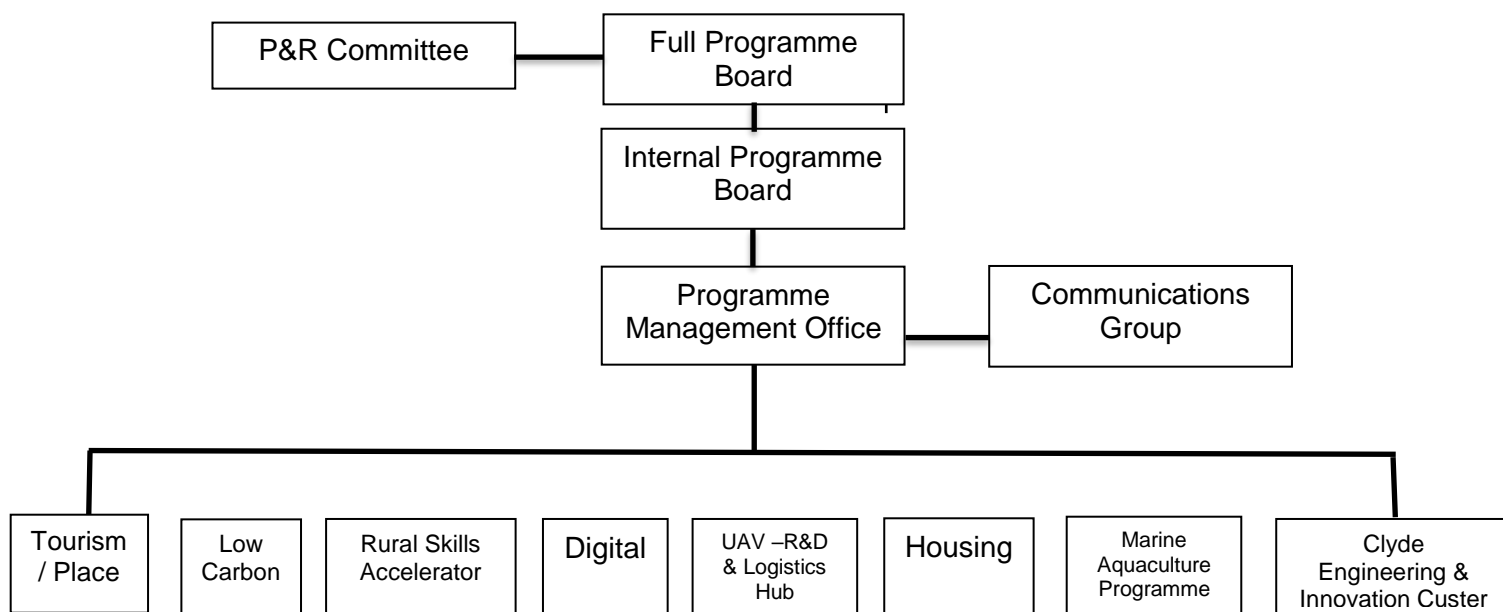 P&R Committee
Full Programme
Board
Internal Programme
Board
Programme
Management Office
Communications
Group
Tourism
/ Place
Low
Carbon
Rural Skills
Accelerator
Digital
UAV –R&D
& Logistics
Hub
Housing
Marine
Aquaculture
Programme
Clyde
Engineering &
Innovation Custer